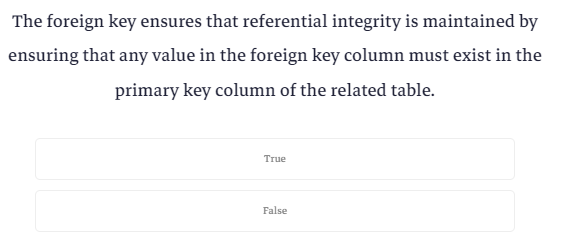 The foreign key ensures that referential integrity is maintained by
ensuring that any value in the foreign key column must exist in the
primary key column of the related table.
True
False